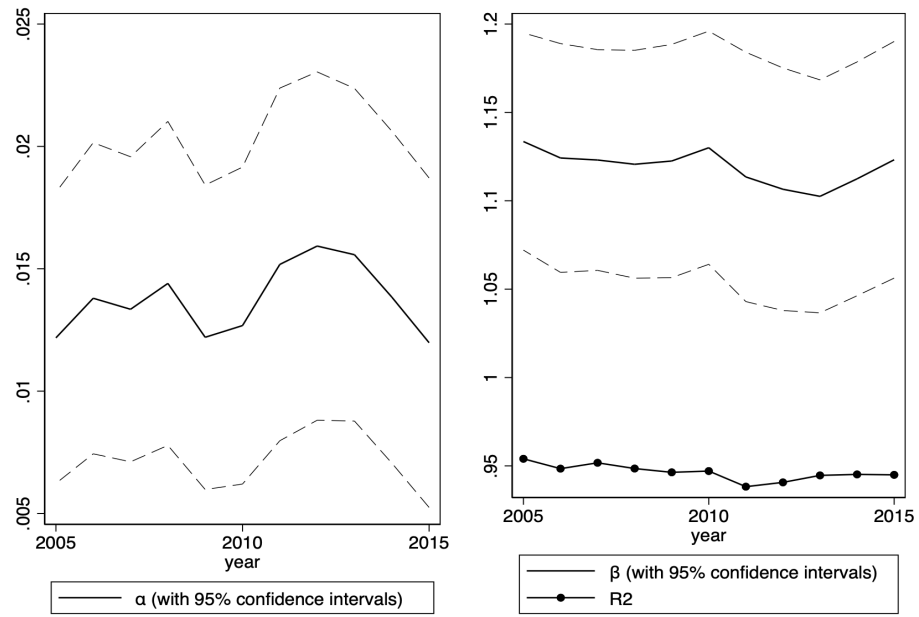 .025
.02
.015
.01
.005
2005 2010 2015
year
α (with 95% confidence intervals)
1.2
1.15
1.1
1.05
1
.95
2005 2010 2015
year
β (with 95% confidence intervals)
R2